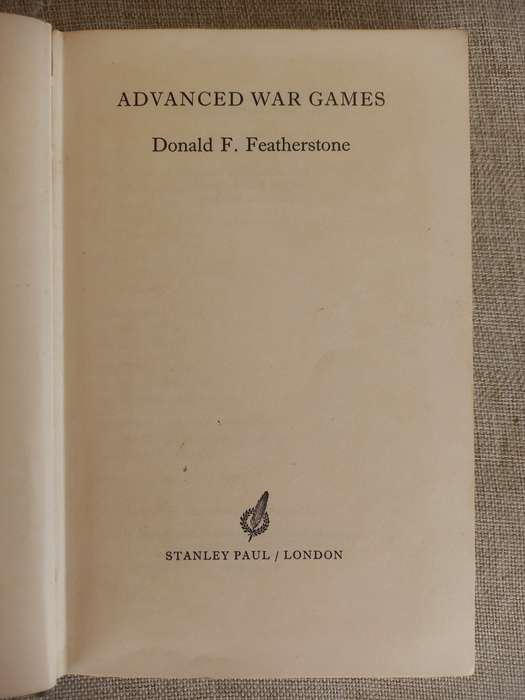 ADVANCED WAR GAMES
Donald F. Featherstone
STANLEY PAUL / LONDON